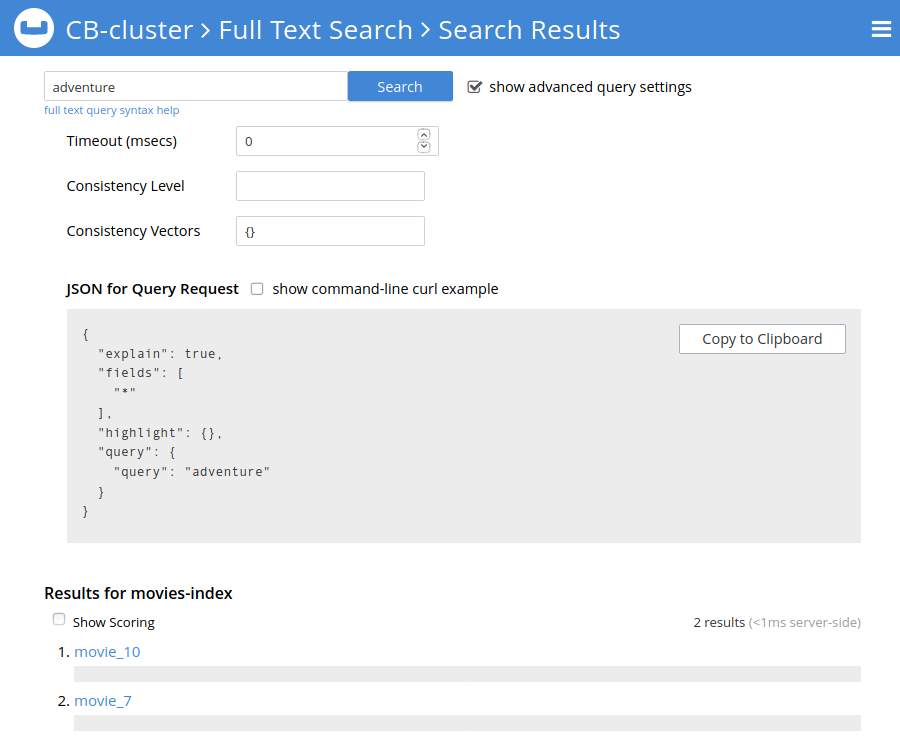 CB-cluster > Full Text Search > Search Results
adventure Search show advanced query settings
full text query syntax help
Timeout (msecs) 0
Consistency Level
Consistency Vectors {}
JSON for Query Request show command-line curl example
Copy to Clipboard
{
  "explain": true,
  "fields": [
    "*"
  ],
  "highlight": {},
  "query": {
    "query": "adventure"
  }
}
Results for movies-index
Show Scoring 2 results (<1ms server-side)
1. movie_10
2. movie_7